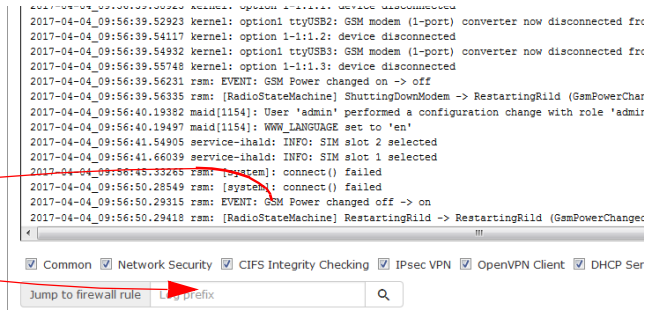 2017-04-04_09:56:39.52923 kernel: option1 ttyUSB2: GSM modem (1-port) converter now disconnected fro
2017-04-04_09:56:39.54117 kernel: option 1-1:1.2: device disconnected
2017-04-04_09:56:39.54932 kernel: option1 ttyUSB3: GSM modem (1-port) converter now disconnected fro
2017-04-04_09:56:39.55748 kernel: option 1-1:1.3: device disconnected
2017-04-04_09:56:39.56231 rsm: EVENT: GSM Power changed on -> off
2017-04-04_09:56:39.56335 rsm: [RadioStateMachine] ShuttingDownModem -> RestartingRild (GsmPowerChan
2017-04-04_09:56:40.19382 maid[1154]: User 'admin' performed a configuration change with role 'admi
2017-04-04_09:56:40.19497 maid[1154]: WWW_LANGUAGE set to 'en'
2017-04-04_09:56:41.54905 service-ihald: INFO: SIM slot 2 selected
2017-04-04_09:56:41.66039 service-ihald: INFO: SIM slot 1 selected
2017-04-04_09:56:45.33265 rsm: [system]: connect() failed
2017-04-04_09:56:50.28549 rsm: [system]: connect() failed
2017-04-04_09:56:50.29315 rsm: EVENT: GSM Power changed off -> on
2017-04-04_09:56:50.29418 rsm: [RadioStateMachine] RestartingRild -> RestartingRild (GsmPowerChanged
Common Network Security CIFS Integrity Checking IPsec VPN OpenVPN Client DHCP Ser
Jump to firewall rule Log prefix